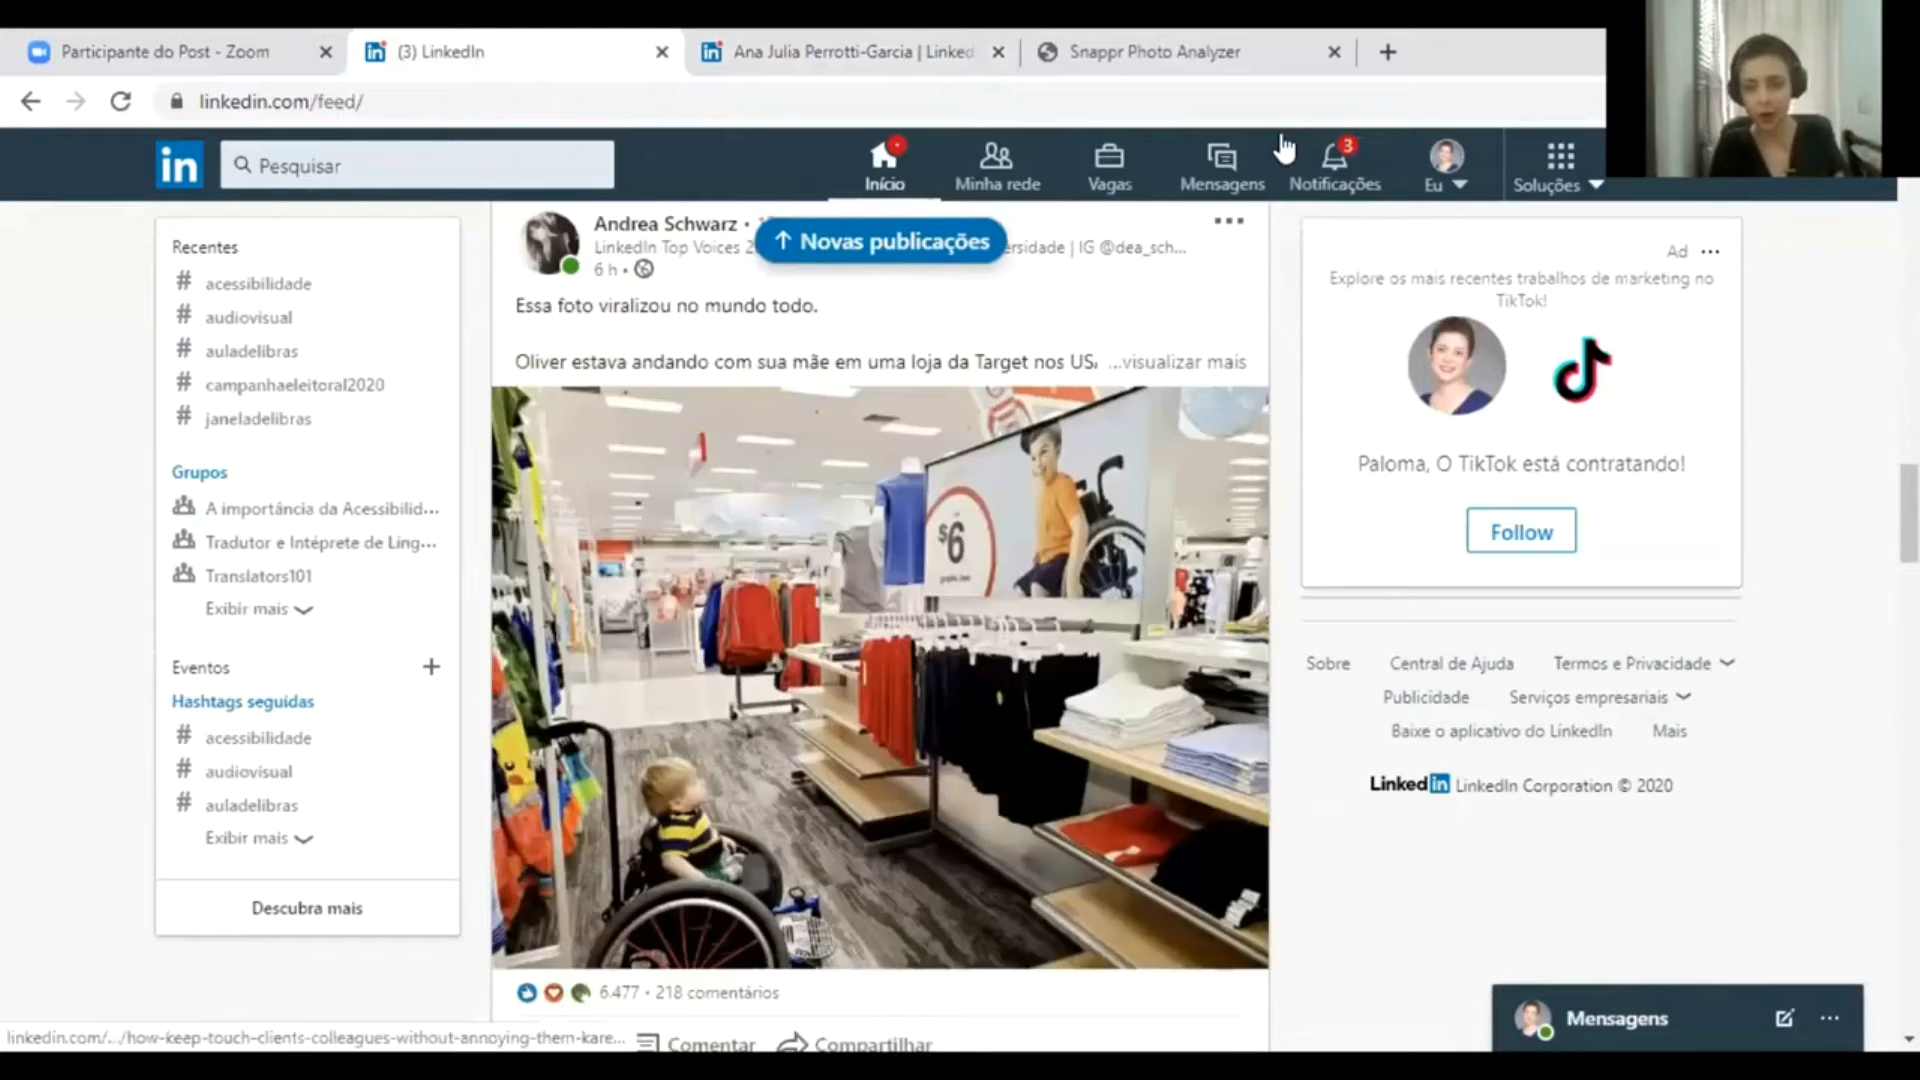 Participante do Post - Zoom
(3) LinkedIn
Ana Julia Perrotti-Garcia | Linked
Snappr Photo Analyzer
linkedin.com/feed/
in
Pesquisar
Início
Minha rede
Vagas
Mensagens
3
Notificações
Eu
Soluções
Recentes
# acessibilidade
# audiovisual
# auladelibras
# campanhaeleitoral2020
# janeladelibras
Grupos
A importância da Acessibilid...
Tradutor e Intéprete de Ling...
Translators101
Exibir mais
Eventos
Hashtags seguidas
# acessibilidade
# audiovisual
# auladelibras
Exibir mais
Descubra mais
Andrea Schwarz •
↑ Novas publicações
LinkedIn Top Voices 2 ersidade | IG @dea_sch...
6 h •
Essa foto viralizou no mundo todo.
Oliver estava andando com sua mãe em uma loja da Target nos US, ...visualizar mais
$6
6.477 • 218 comentários
Comentar
Compartilhar
Ad ...
Explore os mais recentes trabalhos de marketing no
TikTok!
Paloma, O TikTok está contratando!
Follow
Sobre
Central de Ajuda
Termos e Privacidade
Publicidade
Serviços empresariais
Baixe o aplicativo do LinkedIn
Mais
Linked in LinkedIn Corporation © 2020
Mensagens
linkedin.com/.../how-keep-touch-clients-colleagues-without-annoying-them-kare...